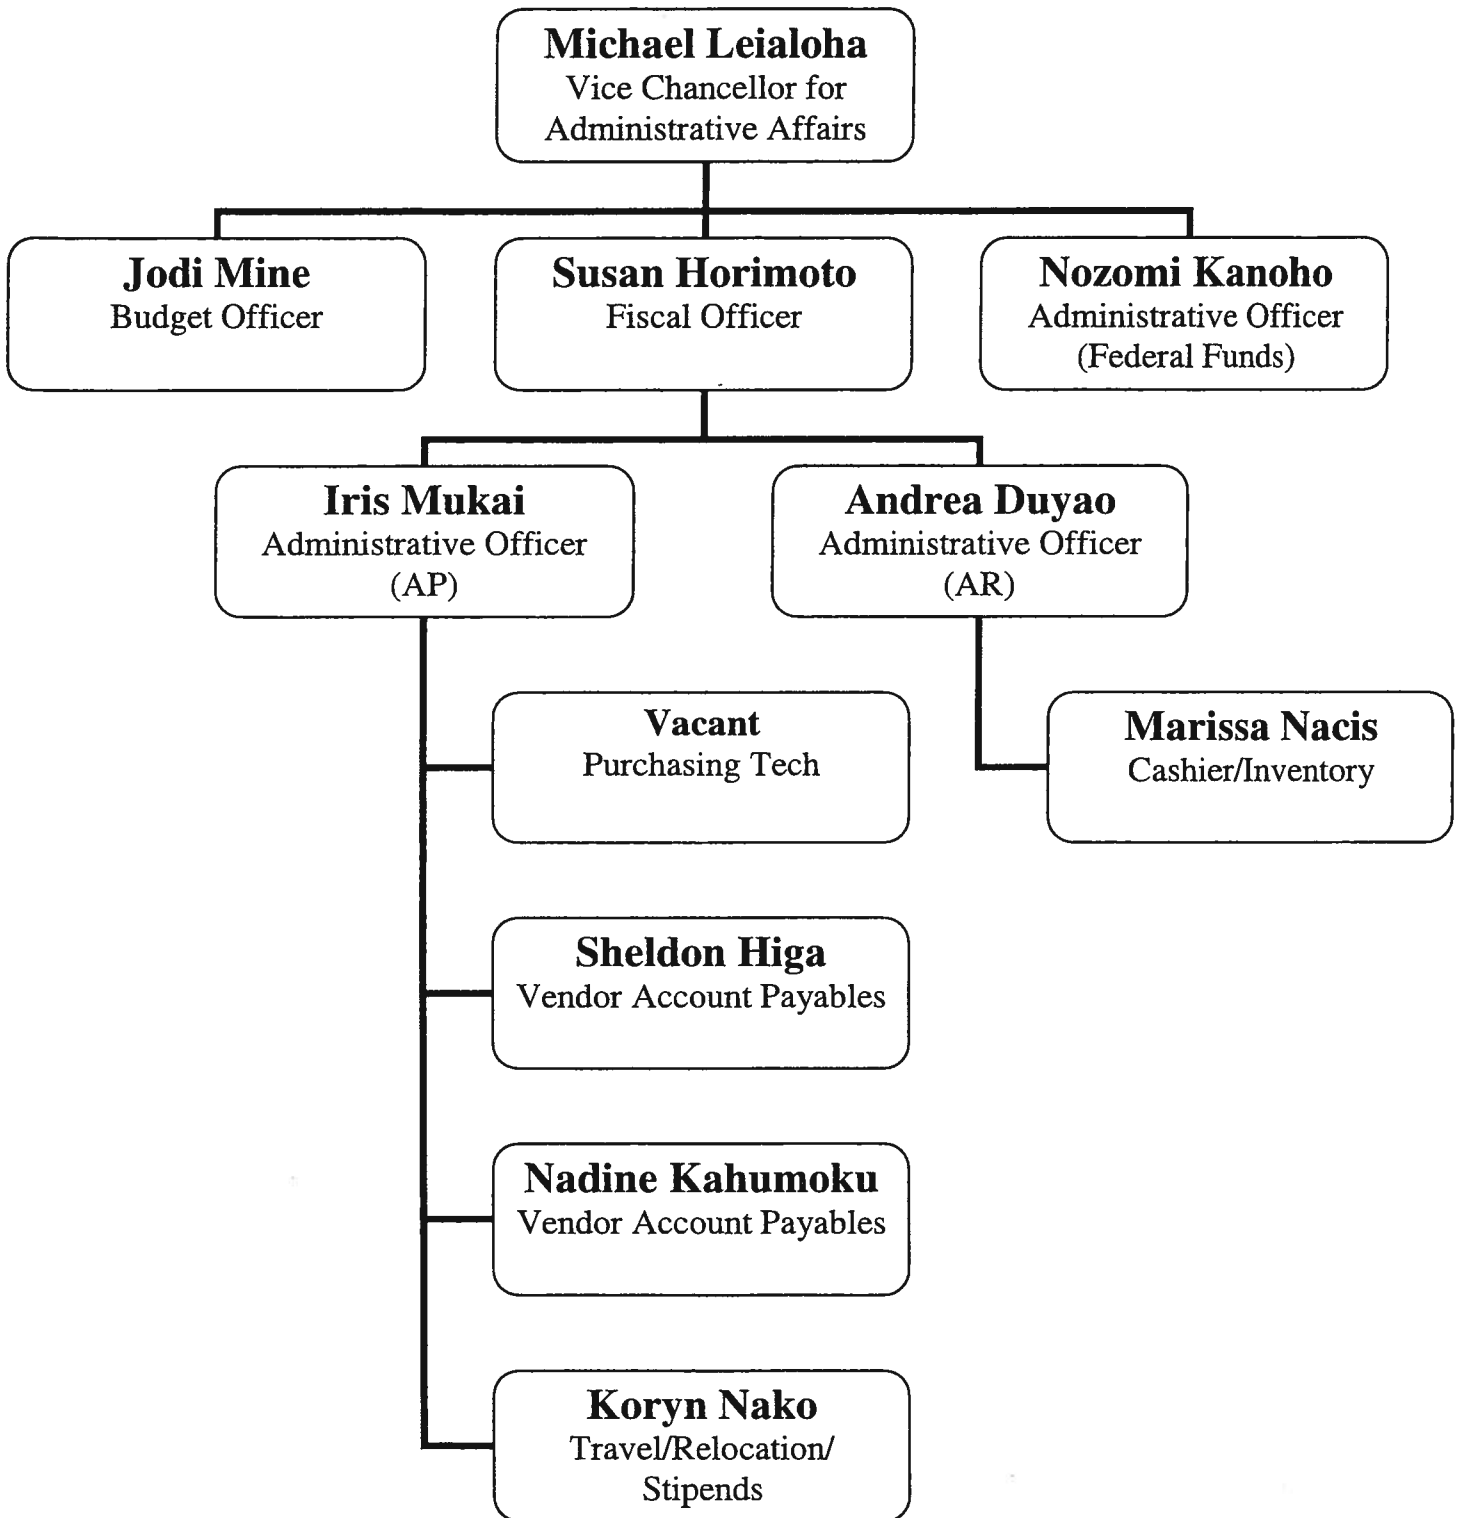 Michael Leialoha
Vice Chancellor for
Administrative Affairs
Jodi Mine
Budget Officer
Susan Horimoto
Fiscal Officer
Nozomi Kanoho
Administrative Officer
(Federal Funds)
Iris Mukai
Administrative Officer
(AP)
Andrea Duyao
Administrative Officer
(AR)
Vacant
Purchasing Tech
Marissa Nacis
Cashier/Inventory
Sheldon Higa
Vendor Account Payables
Nadine Kahumoku
Vendor Account Payables
Koryn Nako
Travel/Relocation/
Stipends